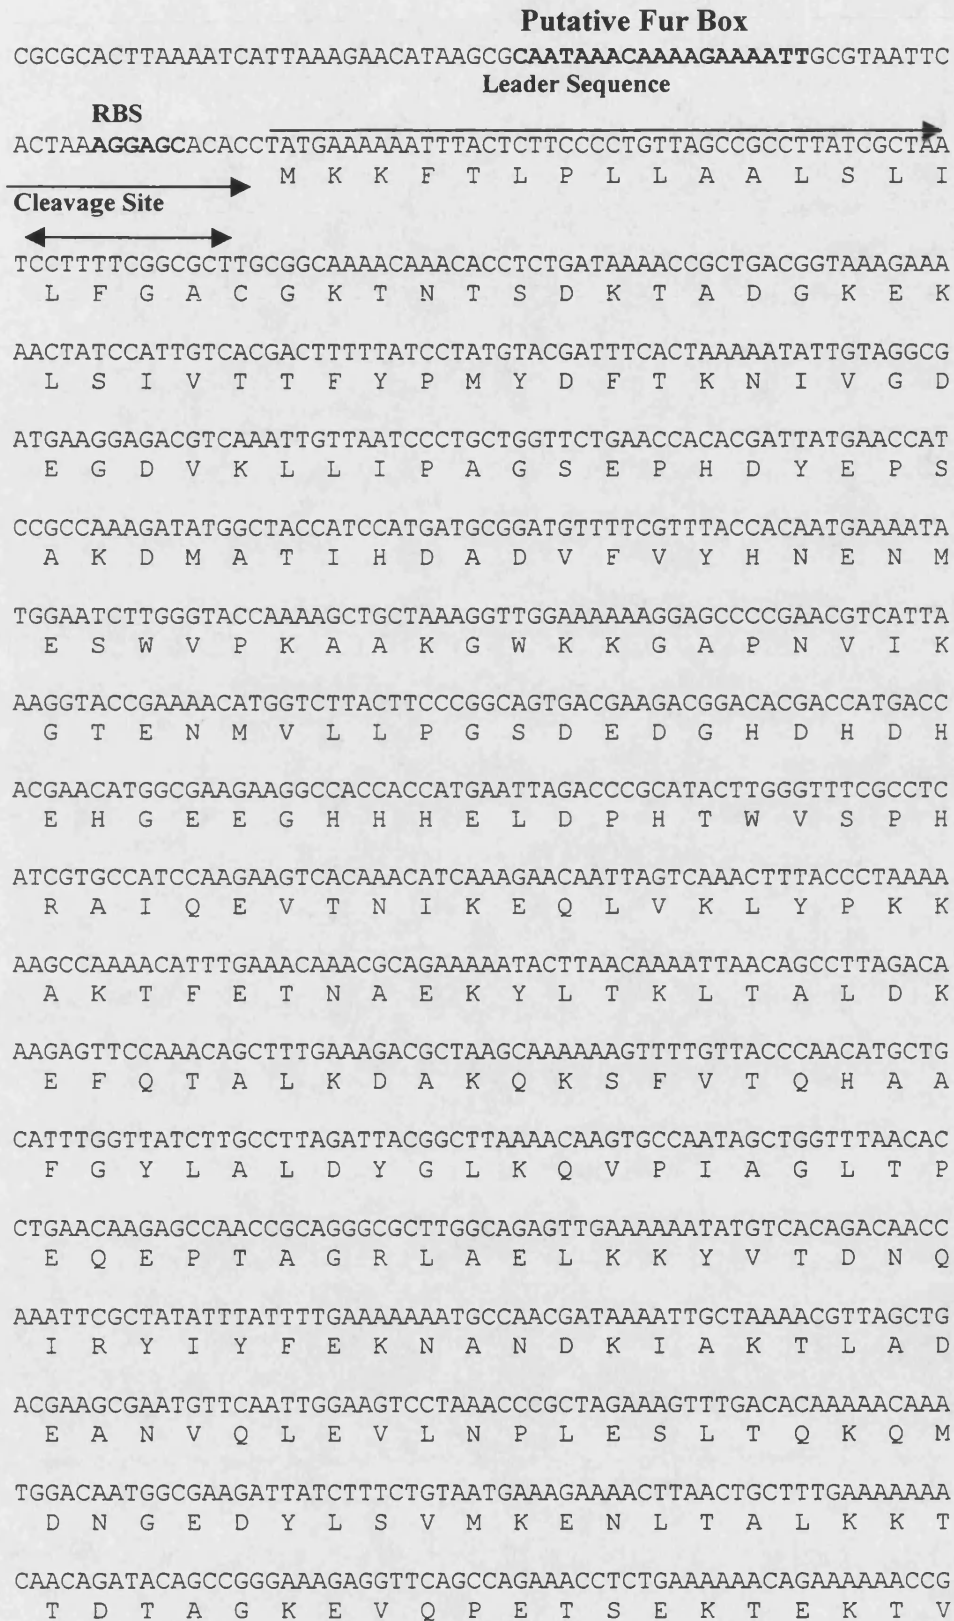 Putative Fur Box
CGCGCACTTAAAATCATTAAAGAACATAAGCGCAATAAACAAAAGAAAATTGCGTAATTC
Leader Sequence
RBS
ACTAAAGGAGCACACCTATGAAAAAATTTACTCTTCCCCTGTTAGCCGCCTTATCGCTAA
M K K F T L P L L A A L S L I
Cleavage Site
TCCTTTTCGGCGCTTGCGGCAAAACAAACACCTCTGATAAAACCGCTGACGGTAAAGAAA
L F G A C G K T N T S D K T A D G K E K
AACTATCCATTGTCACGACTTTTTATCCTATGTACGATTTCACTAAAAATATTGTAGGCG
L S I V T T F Y P M Y D F T K N I V G D
ATGAAGGAGACGTCAAATTGTTAATCCCTGCTGGTTCTGAACCACACGATTATGAACCAT
E G D V K L L I P A G S E P H D Y E P S
CCGCCAAAGATATGGCTACCATCCATGATGCGGATGTTTTCGTTTACCACAATGAAAATA
A K D M A T I H D A D V F V Y H N E N M
TGGAATCTTGGGTACCAAAAGCTGCTAAAGGTTGGAAAAAAGGAGCCCCGAACGTCATTA
E S W V P K A A K G W K K G A P N V I K
AAGGTACCGAAAACATGGTCTTACTTCCCGGCAGTGACGAAGACGGACACGACCATGACC
G T E N M V L L P G S D E D G H D H D H
ACGAACATGGCGAAGAAGGCCACCACCATGAATTAGACCCGCATACTTGGGTTTCGCCTC
E H G E E G H H H E L D P H T W V S P H
ATCGTGCCATCCAAGAAGTCACAAACATCAAAGAACAATTAGTCAAACTTTACCCTAAAA
R A I Q E V T N I K E Q L V K L Y P K K
AAGCCAAAACATTTGAAACAAACGCAGAAAAATACTTAACAAAATTAACAGCCTTAGACA
A K T F E T N A E K Y L T K L T A L D K
AAGAGTTCCAAACAGCTTTGAAAGACGCTAAGCAAAAAAGTTTTGTTACCCAACATGCTG
E F Q T A L K D A K Q K S F V T Q H A A
CATTTGGTTATCTTGCCTTAGATTACGGCTTAAAACAAGTGCCAATAGCTGGTTTAACAC
F G Y L A L D Y G L K Q V P I A G L T P
CTGAACAAGAGCCAACCGCAGGGCGCTTGGCAGAGTTGAAAAAATATGTCACAGACAACC
E Q E P T A G R L A E L K K Y V T D N Q
AAATTCGCTATATTTATTTTGAAAAAAATGCCAACGATAAAATTGCTAAAACGTTAGCTG
I R Y I Y F E K N A N D K I A K T L A D
ACGAAGCGAATGTTCAATTGGAAGTCCTAAACCCGCTAGAAAGTTTGACACAAAAACAAA
E A N V Q L E V L N P L E S L T Q K Q M
TGGACAATGGCGAAGATTATCTTTCTGTAATGAAAGAAAACTTAACTGCTTTGAAAAAAA
D N G E D Y L S V M K E N L T A L K K T
CAACAGATACAGCCGGGAAAGAGGTTCAGCCAGAAACCTCTGAAAAAACAGAAAAAACCG
T D T A G K E V Q P E T S E K T E K T V